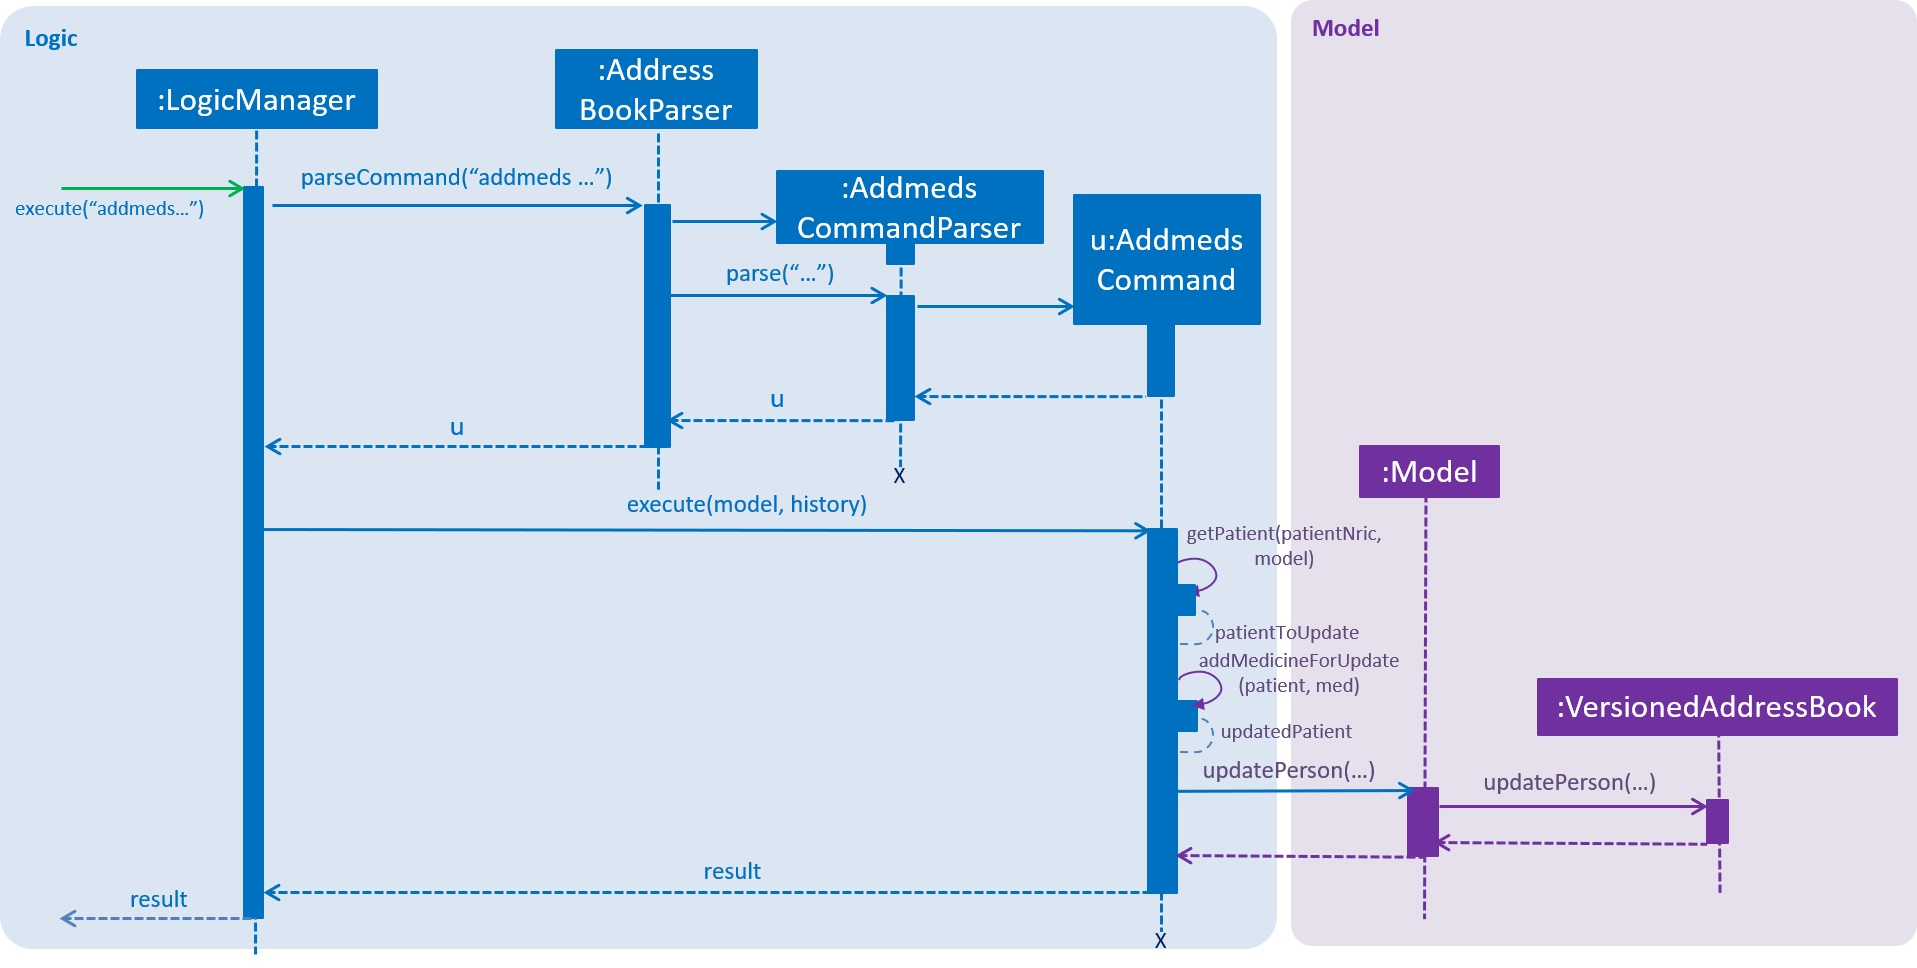 Logic
Model
:Address
BookParser
:LogicManager
parseCommand(“addmeds …”)
:Addmeds
CommandParser
execute(“addmeds…”)
u:Addmeds
Command
parse(“…”)
u
u
X
:Model
execute(model, history)
getPatient(patientNric,
model)
patientToUpdate
addMedicineForUpdate
(patient, med)
:VersionedAddressBook
updatedPatient
updatePerson(…)
updatePerson(…)
result
result
X